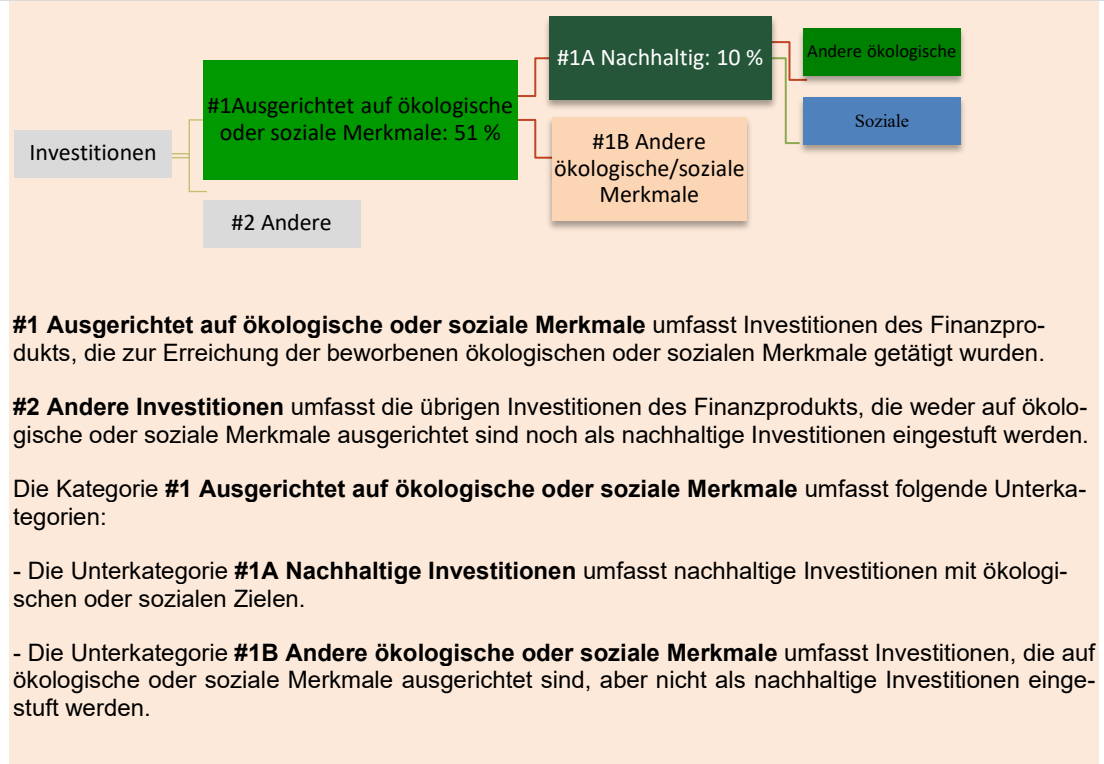 #1A Nachhaltig: 10 %
Andere ökologische
#1Ausgerichtet auf ökologische
oder soziale Merkmale: 51 %
Soziale
Investitionen
#1B Andere
ökologische/soziale
Merkmale
#2 Andere
#1 Ausgerichtet auf ökologische oder soziale Merkmale umfasst Investitionen des Finanzpro-
dukts, die zur Erreichung der beworbenen ökologischen oder sozialen Merkmale getätigt wurden.
#2 Andere Investitionen umfasst die übrigen Investitionen des Finanzprodukts, die weder auf ökolo-
gische oder soziale Merkmale ausgerichtet sind noch als nachhaltige Investitionen eingestuft werden.
Die Kategorie #1 Ausgerichtet auf ökologische oder soziale Merkmale umfasst folgende Unterka-
tegorien:
- Die Unterkategorie #1A Nachhaltige Investitionen umfasst nachhaltige Investitionen mit ökologi-
schen oder sozialen Zielen.
- Die Unterkategorie #1B Andere ökologische oder soziale Merkmale umfasst Investitionen, die auf
ökologische oder soziale Merkmale ausgerichtet sind, aber nicht als nachhaltige Investitionen einge-
stuft werden.